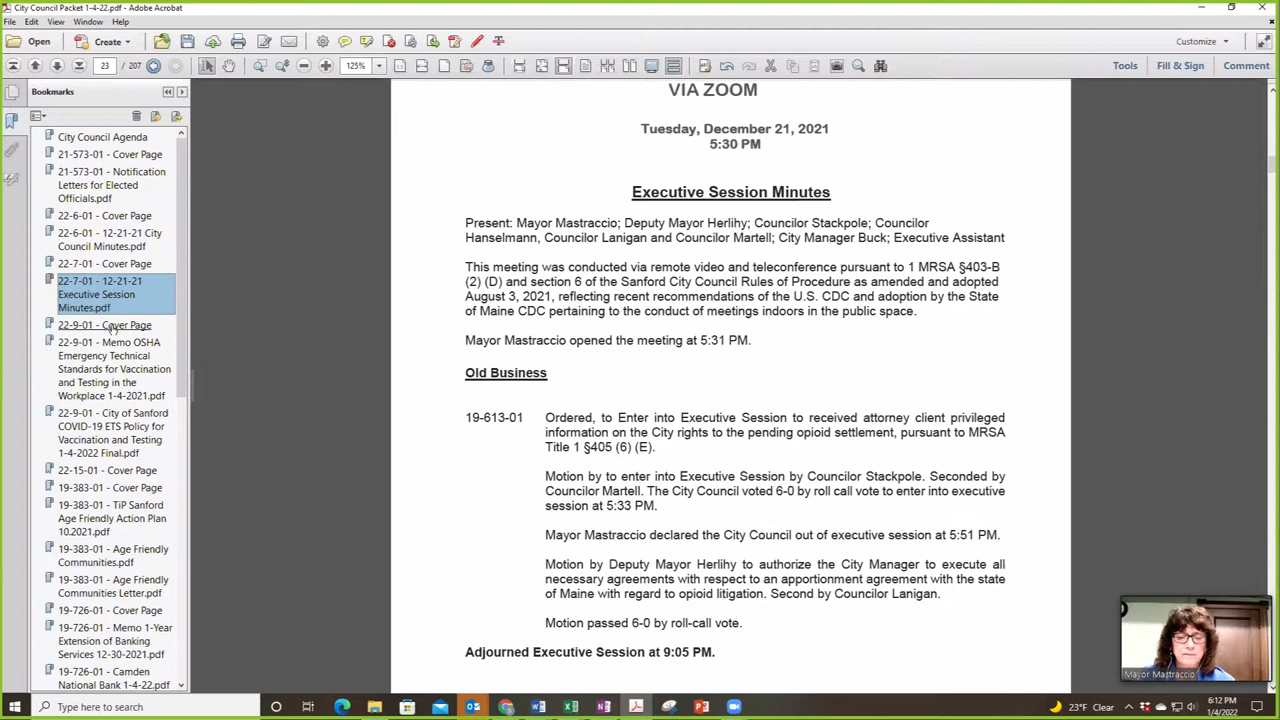 City Council Packet 1-4-22.pdf - Adobe Acrobat
File Edit View Window Help
Open Create Customize
23 / 207 125% Tools Fill & Sign Comment
Bookmarks
City Council Agenda
21-573-01 - Cover Page
21-573-01 - Notification
Letters for Elected
Officials.pdf
22-6-01 - Cover Page
22-6-01 - 12-21-21 City
Council Minutes.pdf
22-7-01 - Cover Page
22-7-01 - 12-21-21
Executive Session
Minutes.pdf
22-9-01 - Cover Page
22-9-01 - Memo OSHA
Emergency Technical
Standards for Vaccination
and Testing in the
Workplace 1-4-2021.pdf
22-9-01 - City of Sanford
COVID-19 ETS Policy for
Vaccination and Testing
1-4-2022 Final.pdf
22-15-01 - Cover Page
19-383-01 - Cover Page
19-383-01 - TiP Sanford
Age Friendly Action Plan
10.2021.pdf
19-383-01 - Age Friendly
Communities.pdf
19-383-01 - Age Friendly
Communities Letter.pdf
19-726-01 - Cover Page
19-726-01 - Memo 1-Year
Extension of Banking
Services 12-30-2021.pdf
19-726-01 - Camden
National Bank 1-4-22.pdf
VIA ZOOM
Tuesday, December 21, 2021
5:30 PM
Executive Session Minutes
Present: Mayor Mastraccio; Deputy Mayor Herlihy; Councilor Stackpole; Councilor
Hanselmann, Councilor Lanigan and Councilor Martell; City Manager Buck; Executive Assistant
This meeting was conducted via remote video and teleconference pursuant to 1 MRSA §403-B
(2) (D) and section 6 of the Sanford City Council Rules of Procedure as amended and adopted
August 3, 2021, reflecting recent recommendations of the U.S. CDC and adoption by the State
of Maine CDC pertaining to the conduct of meetings indoors in the public space.
Mayor Mastraccio opened the meeting at 5:31 PM.
Old Business
19-613-01 Ordered, to Enter into Executive Session to received attorney client privileged
information on the City rights to the pending opioid settlement, pursuant to MRSA
Title 1 §405 (6) (E).
Motion by to enter into Executive Session by Councilor Stackpole. Seconded by
Councilor Martell. The City Council voted 6-0 by roll call vote to enter into executive
session at 5:33 PM.
Mayor Mastraccio declared the City Council out of executive session at 5:51 PM.
Motion by Deputy Mayor Herlihy to authorize the City Manager to execute all
necessary agreements with respect to an apportionment agreement with the state
of Maine with regard to opioid litigation. Second by Councilor Lanigan.
Motion passed 6-0 by roll-call vote.
Adjourned Executive Session at 9:05 PM.
Mayor Mastraccio
Type here to search
23°F Clear
6:12 PM
1/4/2022